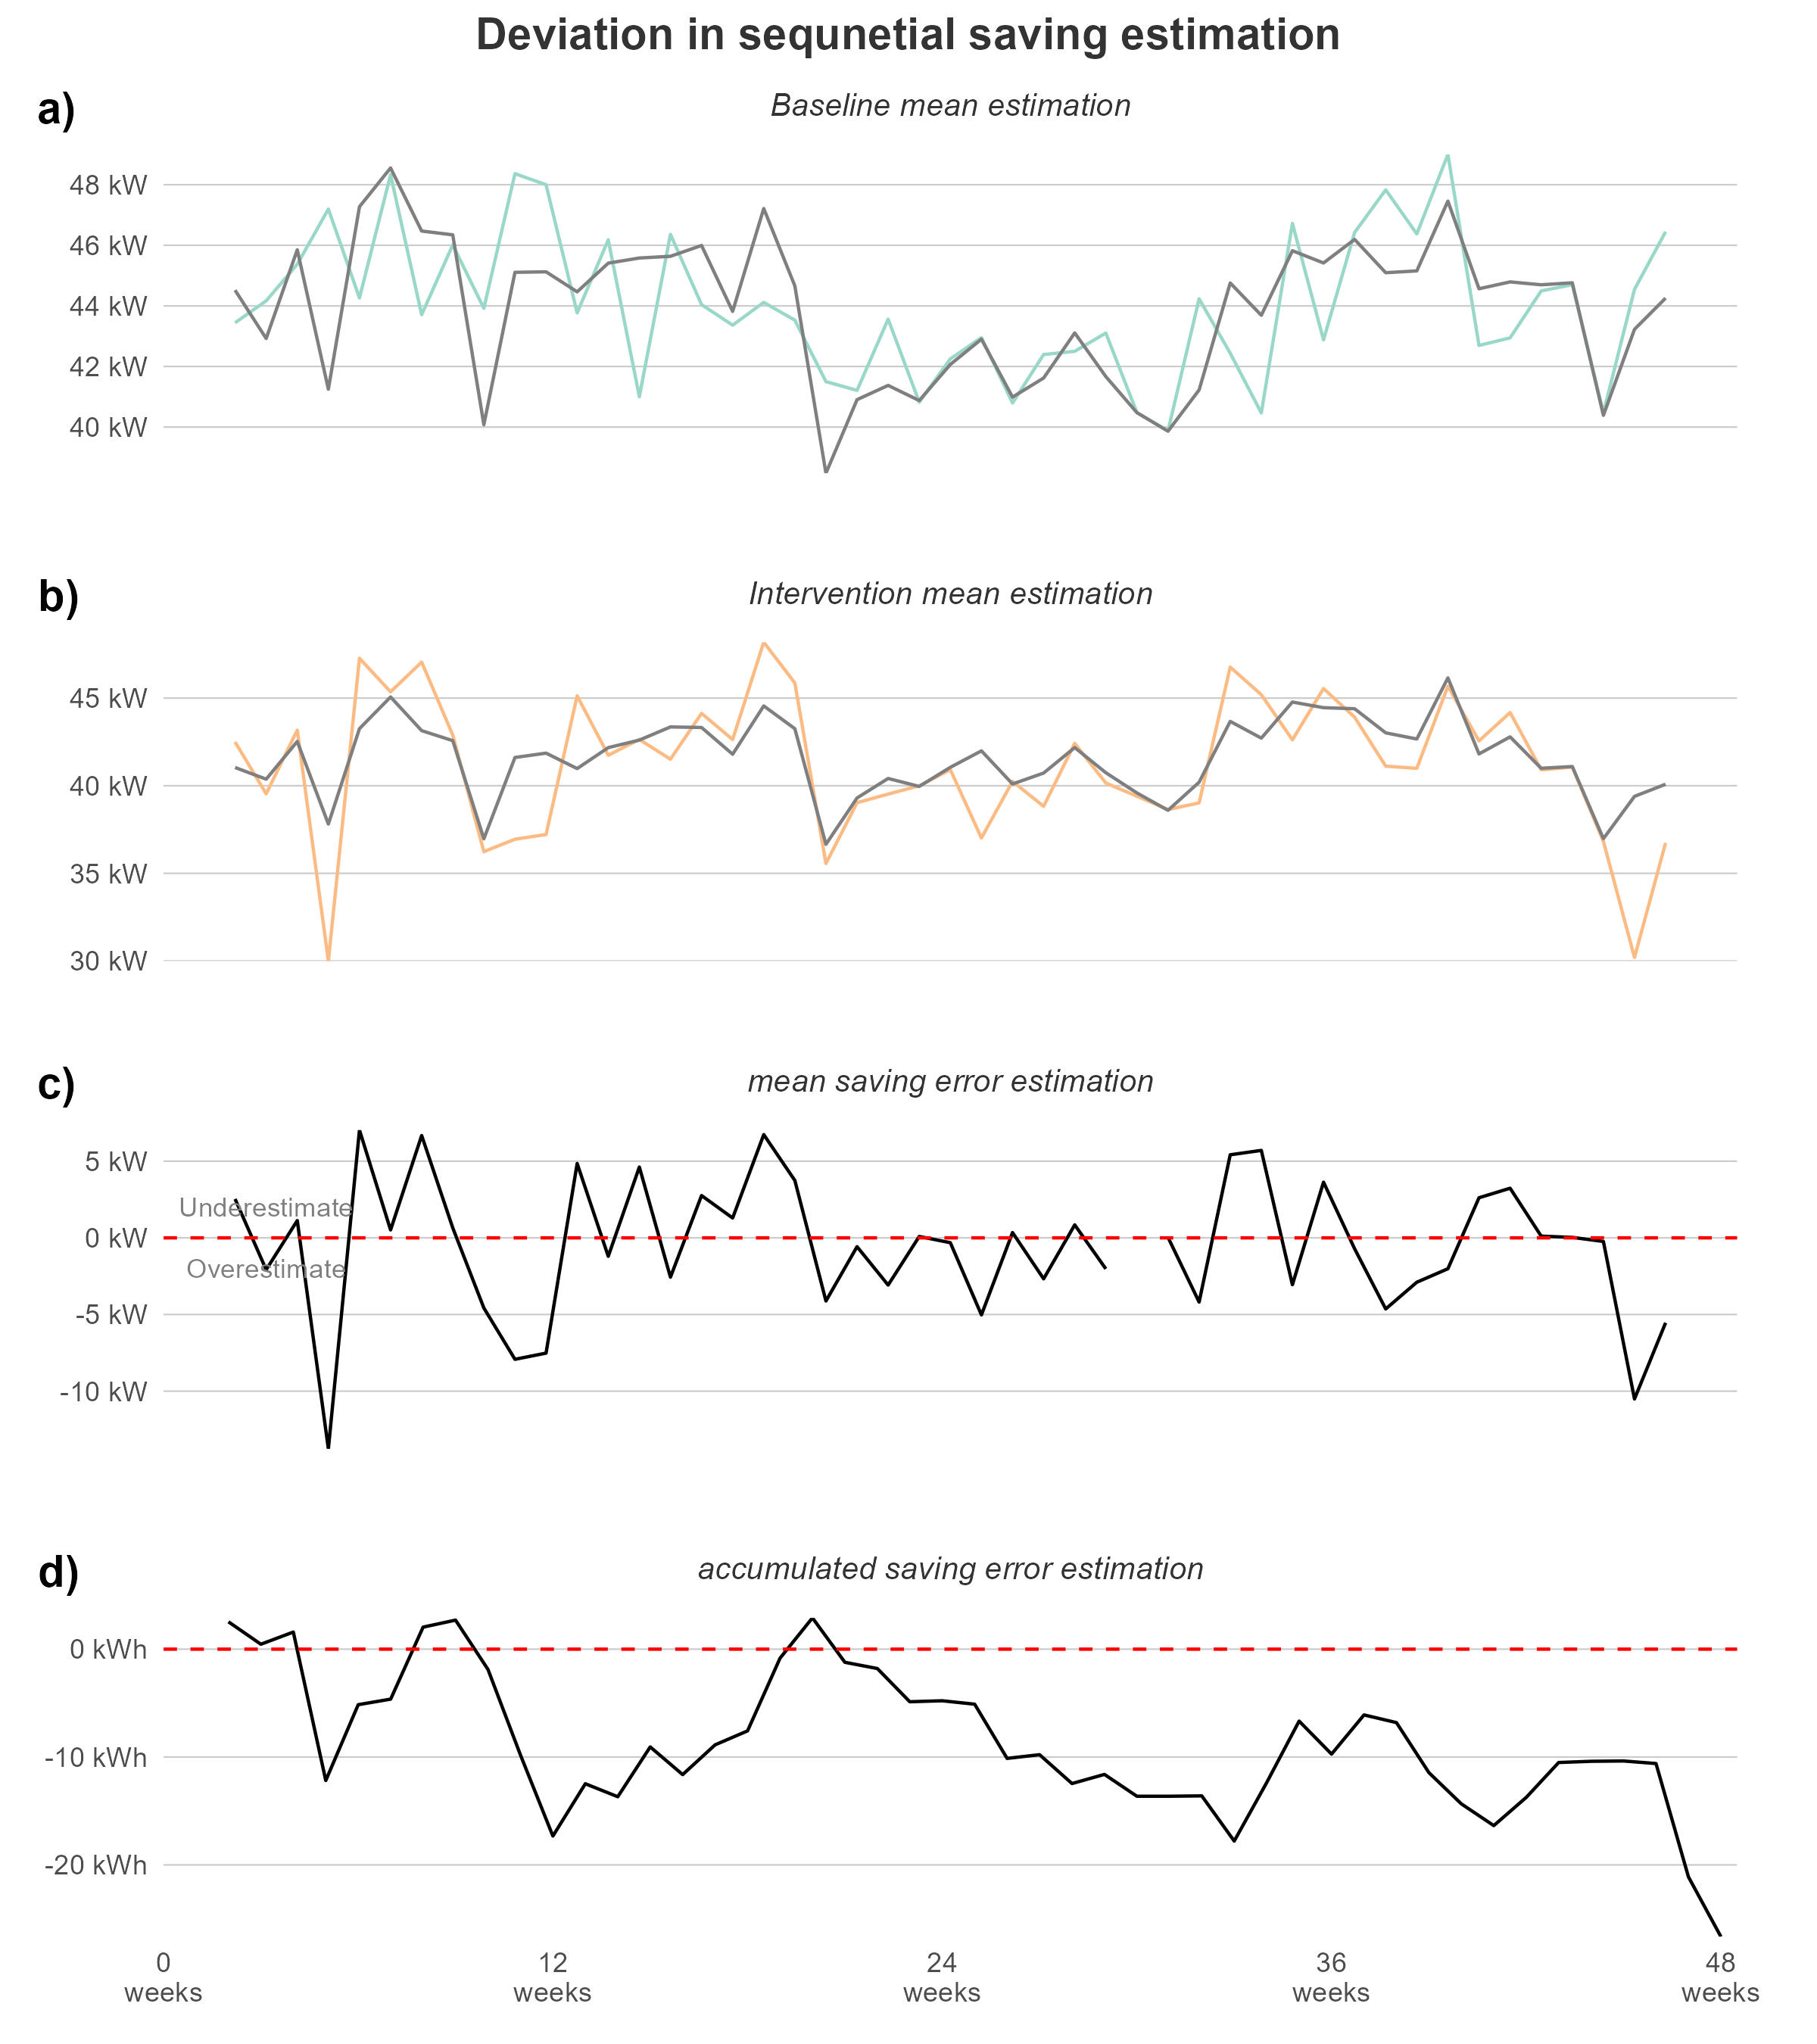 Deviation in sequnetial saving estimation
a)
Baseline mean estimation
48 kW
46 kW
44 kW
42 kW
40 kW
b)
Intervention mean estimation
45 kW
40 kW
35 kW
30 kW
c)
mean saving error estimation
5 kW
Underestimate
0 kW
Overestimate
-5 kW
-10 kW
d)
accumulated saving error estimation
0 kWh
-10 kWh
-20 kWh
0 12 24 36 48
weeks weeks weeks weeks weeks